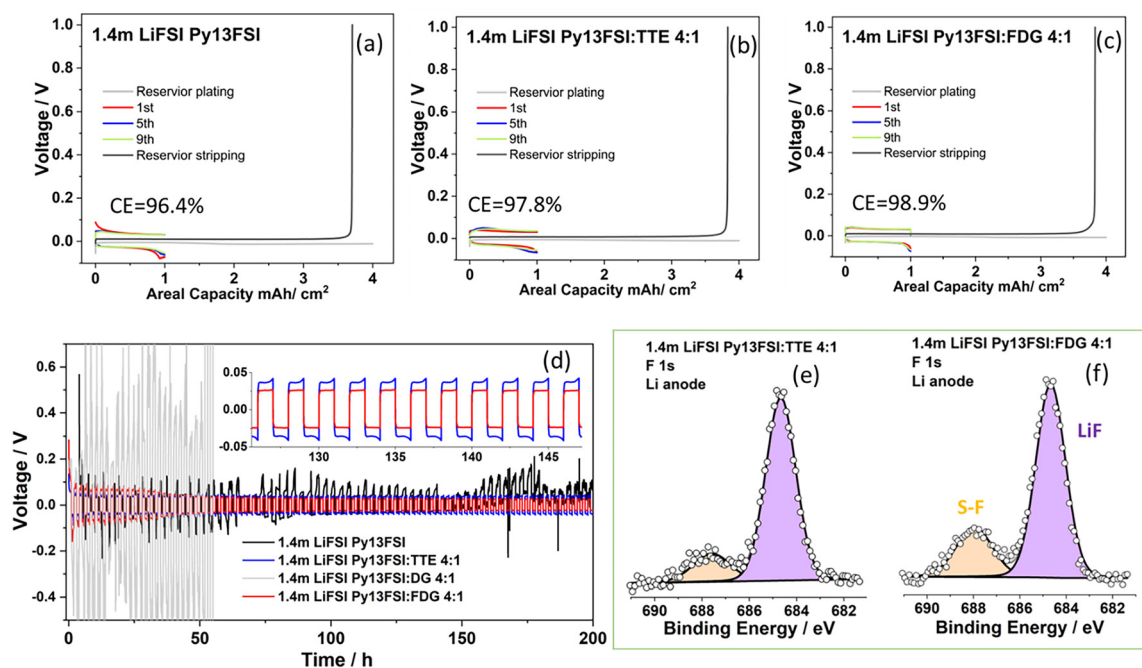 1.4m LiFSI Py13FSI
(a)
Reservior plating
1st
5th
9th
Reservior stripping
CE=96.4%
Voltage / V
1.0
0.8
0.6
0.4
0.2
0.0
0 1 2 3 4
Areal Capacity mAh/ cm²
1.4m LiFSI Py13FSI:TTE 4:1
(b)
Reservior plating
1st
5th
9th
Reservior stripping
CE=97.8%
Voltage / V
1.0
0.8
0.6
0.4
0.2
0.0
0 1 2 3 4
Areal Capacity mAh/ cm²
1.4m LiFSI Py13FSI:FDG 4:1
(c)
Reservior plating
1st
5th
9th
Reservior stripping
CE=98.9%
Voltage / V
1.0
0.8
0.6
0.4
0.2
0.0
0 1 2 3 4
Areal Capacity mAh/ cm²
(d)
0.05
0.00
-0.05
130 135 140 145
Voltage / V
0.6
0.4
0.2
0.0
-0.2
-0.4
1.4m LiFSI Py13FSI
1.4m LiFSI Py13FSI:TTE 4:1
1.4m LiFSI Py13FSI:DG 4:1
1.4m LiFSI Py13FSI:FDG 4:1
0 50 75 100 125 150 200
Time / h
1.4m LiFSI Py13FSI:TTE 4:1
F 1s
Li anode
(e)
690 688 686 684 682
Binding Energy / eV
1.4m LiFSI Py13FSI:FDG 4:1
F 1s
Li anode
(f)
LiF
S-F
690 688 686 684 682
Binding Energy / eV